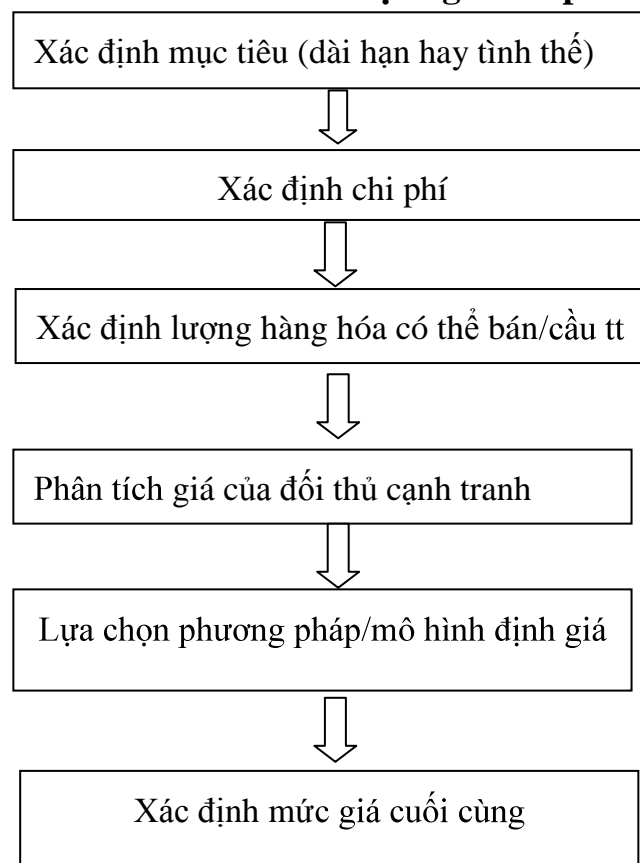 Xác định mục tiêu (dài hạn hay tình thế)
Xác định chi phí
Xác định lượng hàng hóa có thể bán/cầu tt
Phân tích giá của đối thủ cạnh tranh
Lựa chọn phương pháp/mô hình định giá
Xác định mức giá cuối cùng